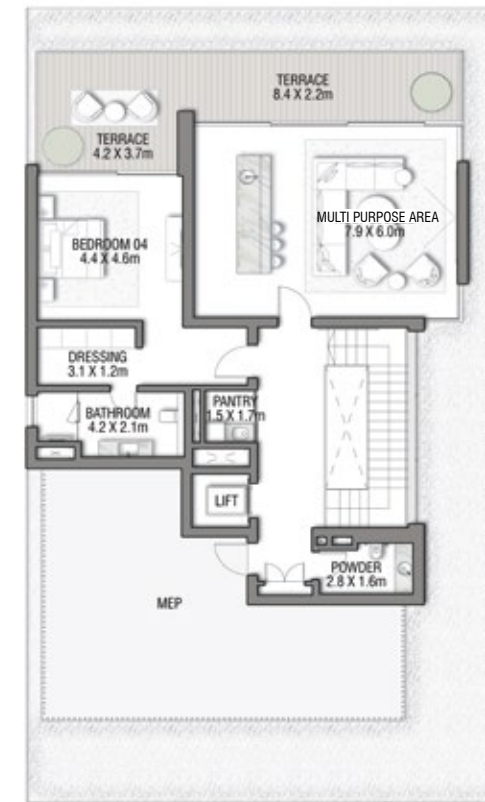 TERRACE
8.4 X 2.2m
TERRACE
4.2 X 3.7m
MULTI PURPOSE AREA
7.9 X 6.0m
BEDROOM 04
4.4 X 4.6m
DRESSING
3.1 X 1.2m
BATHROOM
4.2 X 2.1m
PANTRY
1.5 X 1.7m
LIFT
POWDER
2.8 X 1.6m
MEP